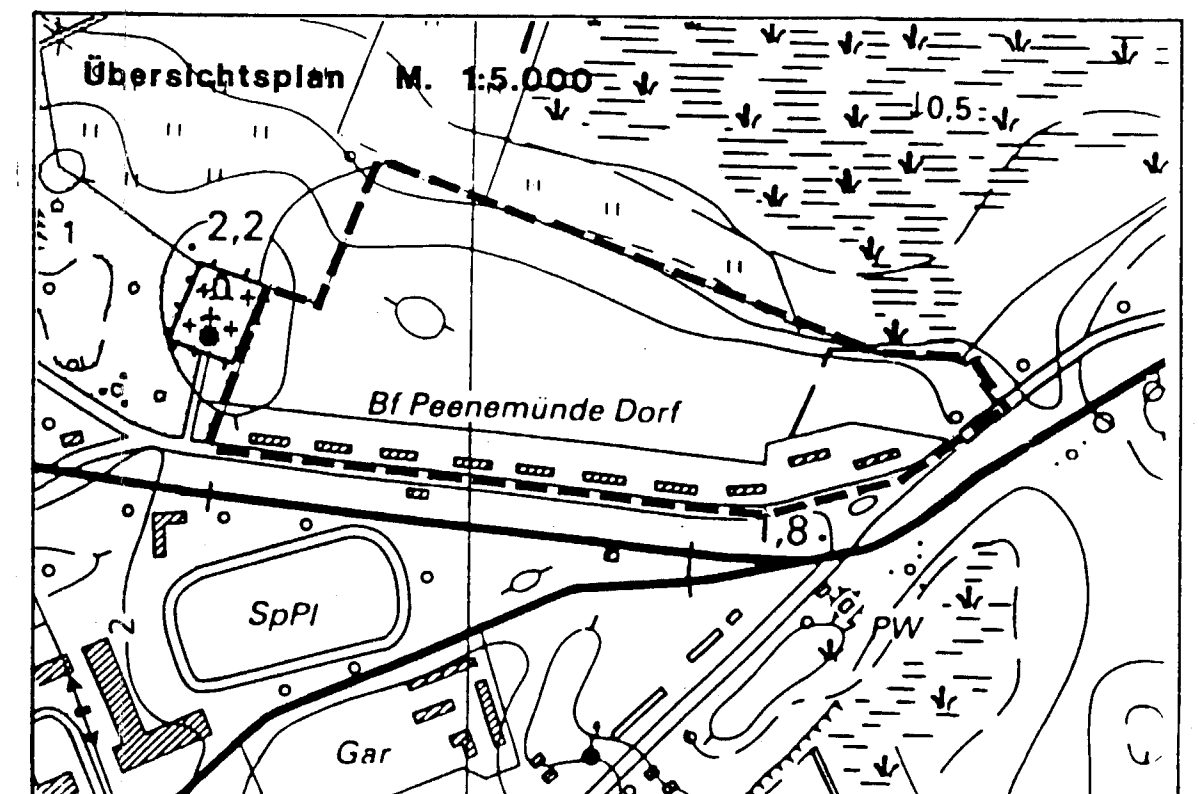 Übersichtsplan M. 1:5.000
0,5
2,2
1
Bf Peenemünde Dorf
1,8
SpPl
2
PW
Gar